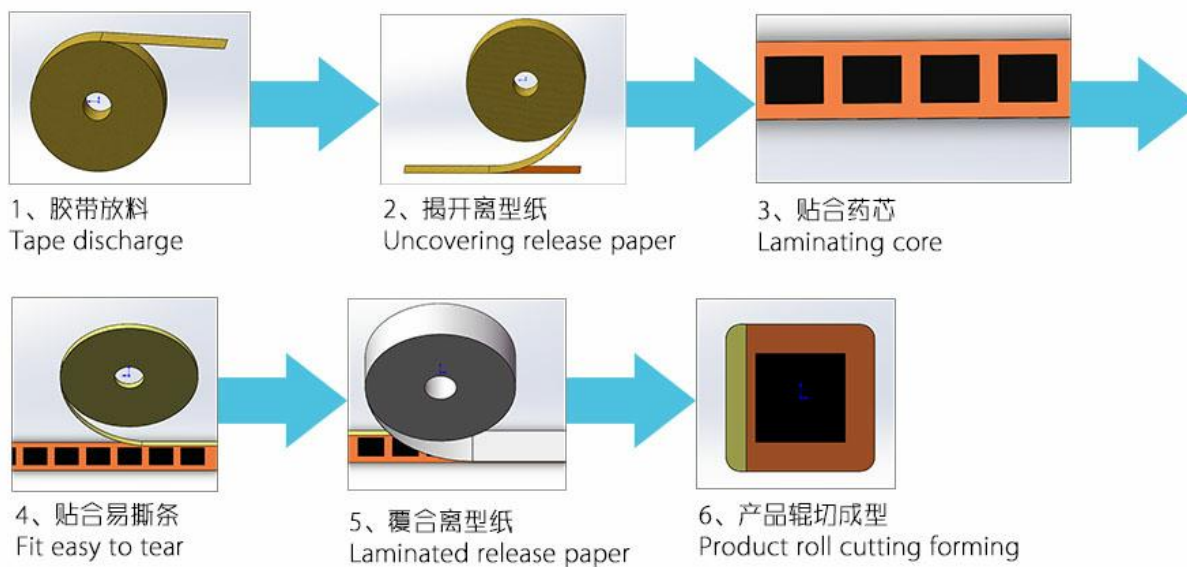 1、胶带放料
Tape discharge
2、揭开离型纸
Uncovering release paper
3、贴合药芯
Laminating core
4、贴合易撕条
Fit easy to tear
5、覆合离型纸
Laminated release paper
6、产品辊切成型
Product roll cutting forming